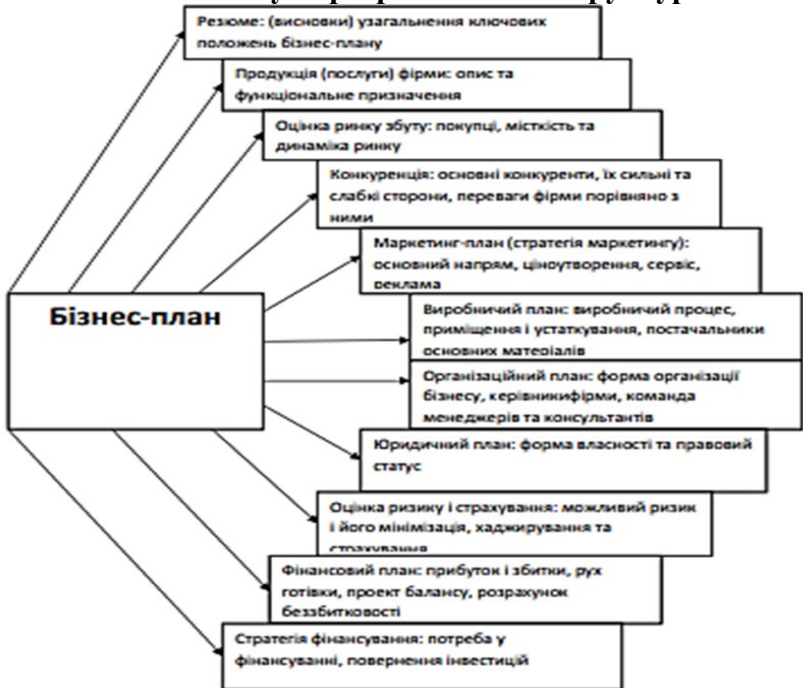 Резюме: (висновки) узагальнення ключових
положень бізнес-плану
Продукція (послуги) фірми: опис та
функціональне призначення
Оцінка ринку збуту: покупці, місткість та
динаміка ринку
Конкуренція: основні конкуренти, їх сильні та
слабкі сторони, переваги фірми порівняно з
ними
Маркетинг-план (стратегія маркетингу):
основний напрям, ціноутворення, сервіс,
реклама
Бізнес-план
Виробничий план: виробничий процес,
приміщення і устаткування, постачальники
основних матеріалів
Організаційний план: форма організації
бізнесу, керівникифірми, команда
менеджерів та консультантів
Юридичний план: форма власності та правовий
статус
Оцінка ризику і страхування: можливий ризик
і його мінімізація, хаджирування та
страхування
Фінансовий план: прибуток і збитки, рух
готівки, проект балансу, розрахунок
беззбитковості
Стратегія фінансування: потреба у
фінансуванні, повернення інвестицій